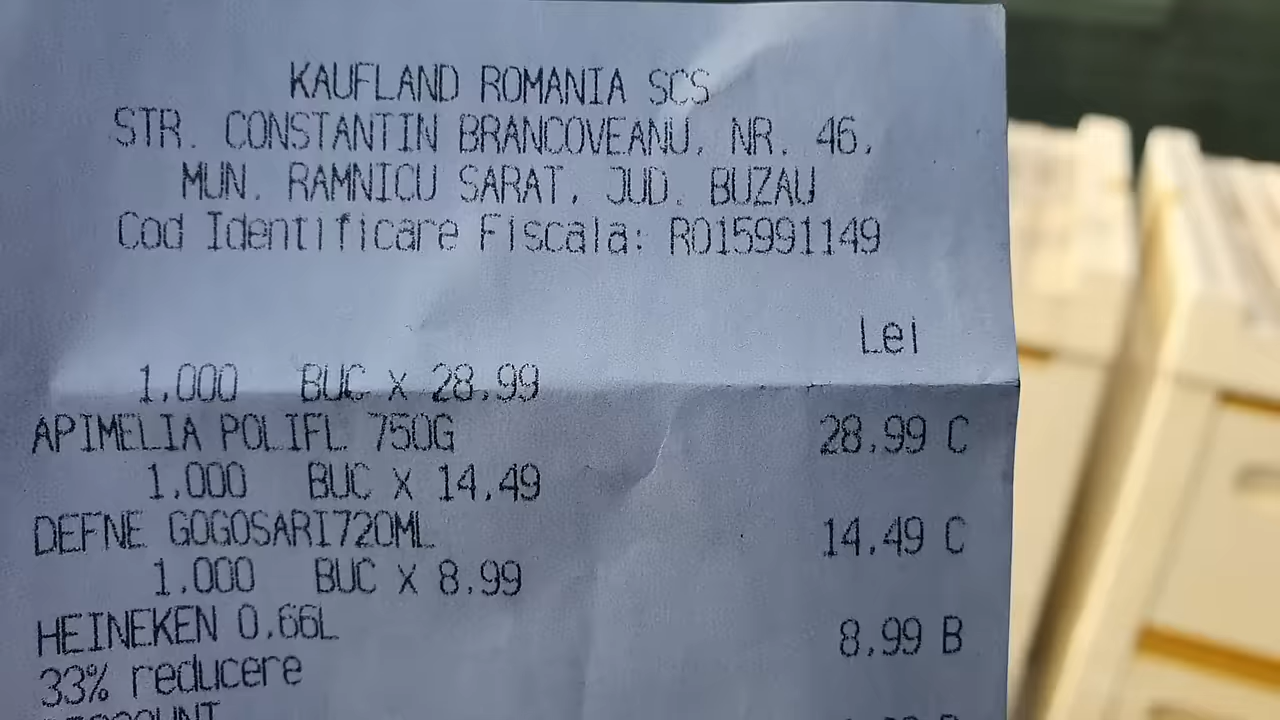 KAUFLAND ROMANIA SCS
STR. CONSTANTIN BRANCOVEANU, NR. 46,
MUN. RAMNICU SARAT, JUD. BUZAU
Cod Identificare Fiscala: RO15991149
Lei
1,000 BUC X 28,99
APIMELIA POLIFL 750G 28,99 C
1,000 BUC X 14,49
DEFNE GOGOSARI720ML 14,49 C
1,000 BUC X 8,99
HEINEKEN 0,66L 8,99 B
33% reducere